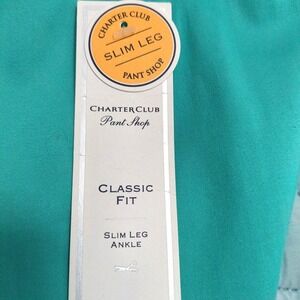 CHARTER CLUB
SLIM LEG
PANT SHOP
CHARTER CLUB
Pant Shop
CLASSIC
FIT
SLIM LEG
ANKLE